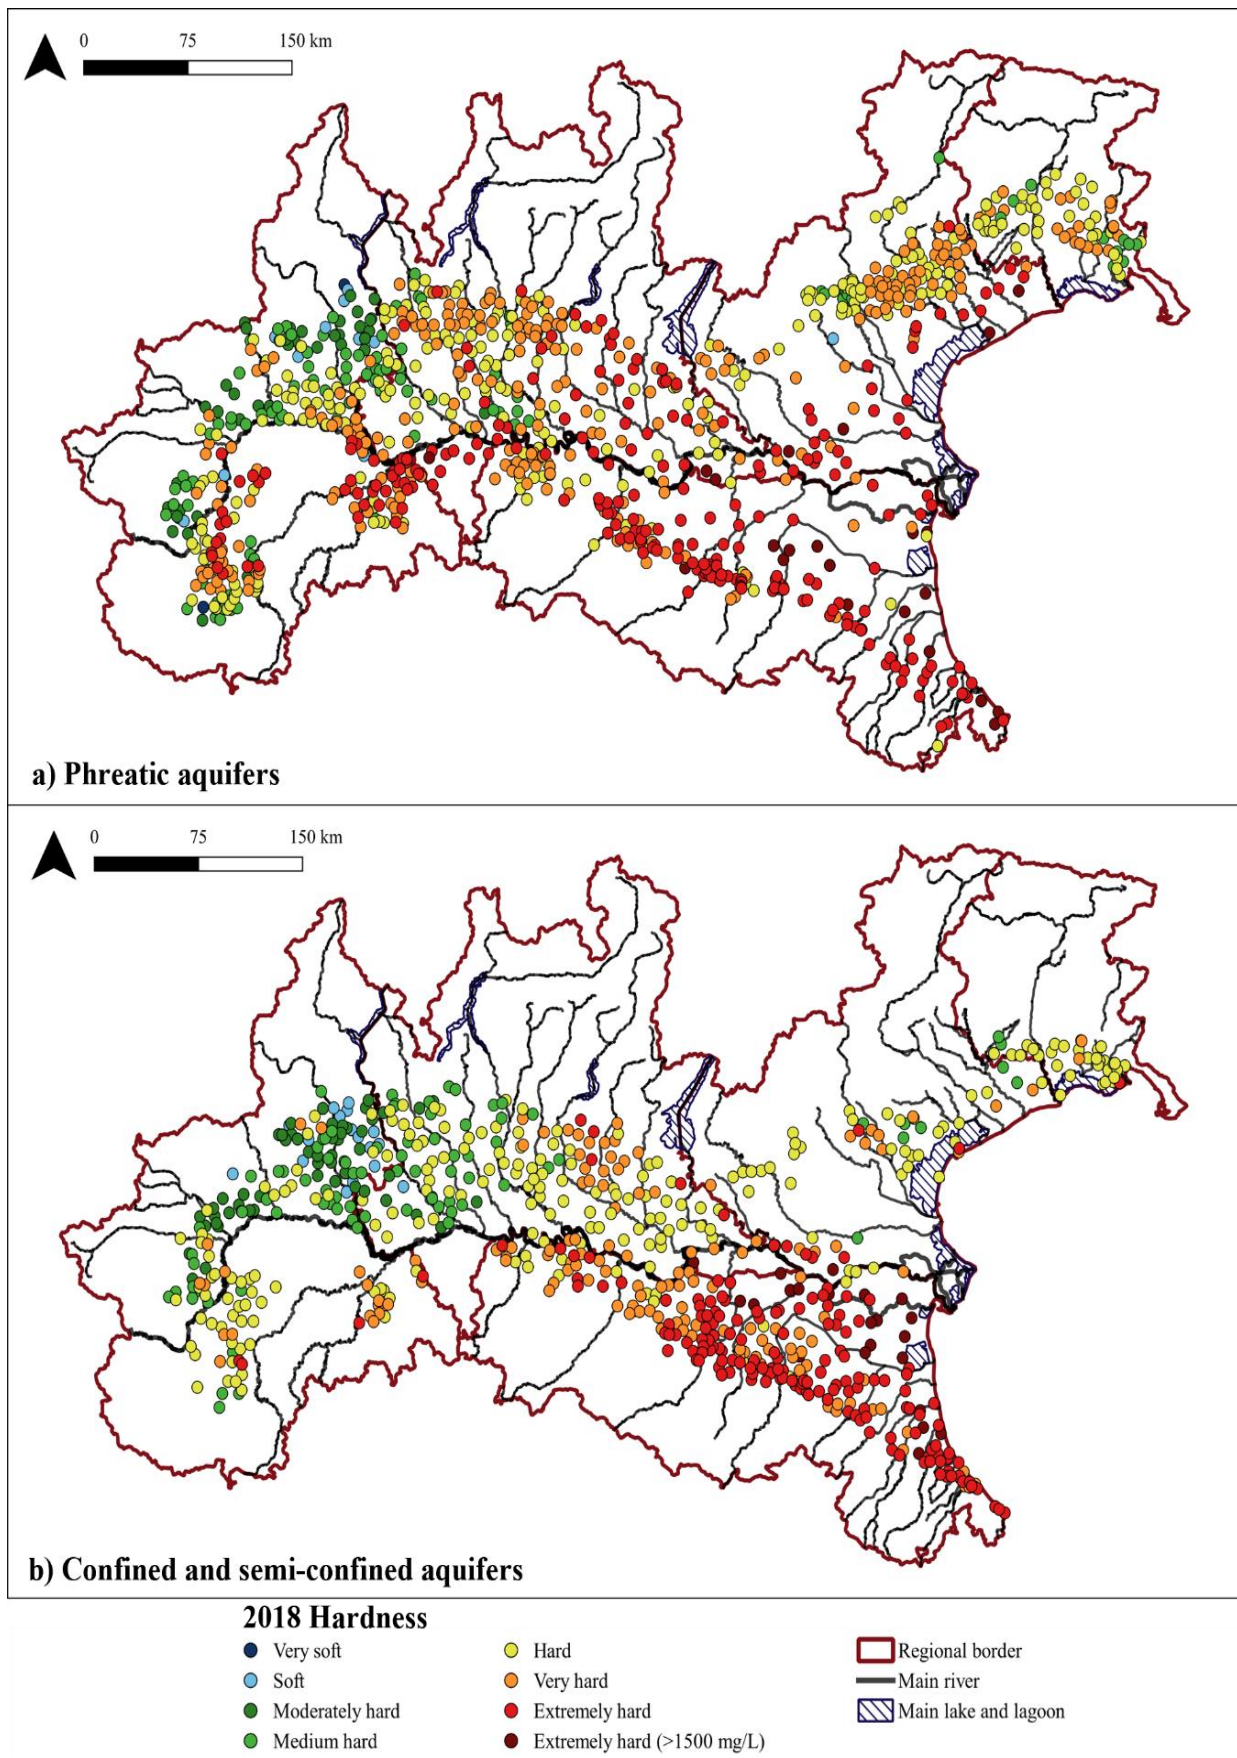 0 75 150 km
a) Phreatic aquifers
0 75 150 km
b) Confined and semi-confined aquifers
2018 Hardness
Very soft Hard Regional border
Soft Very hard Main river
Moderately hard Extremely hard Main lake and lagoon
Medium hard Extremely hard (>1500 mg/L)